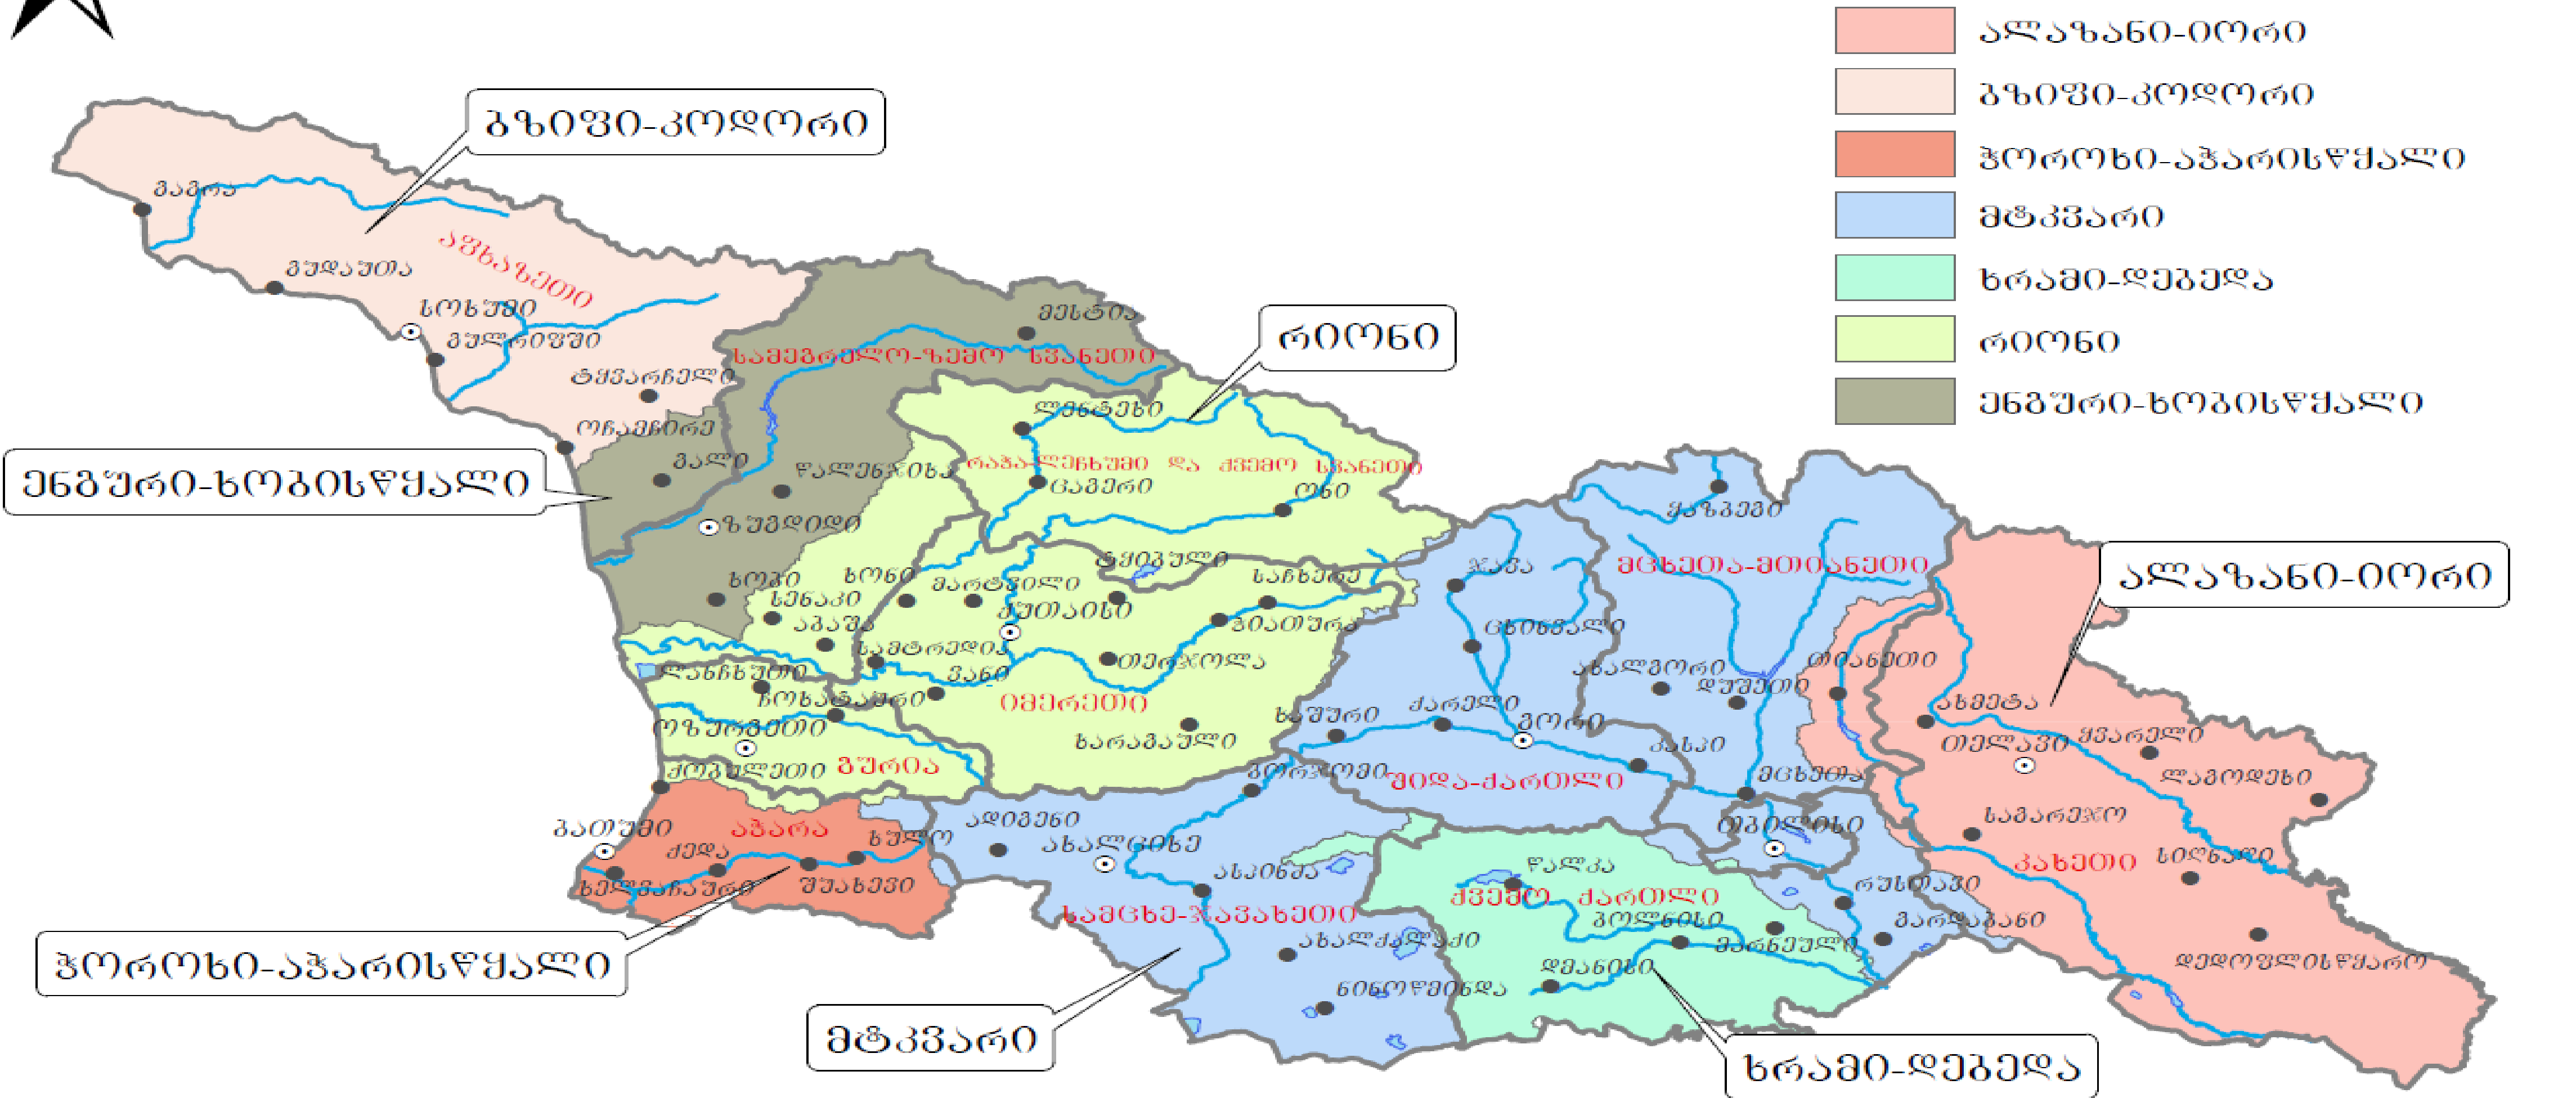 ალაზანი-იორი
ბზიფი-კოდორი
ჭოროხი-აჭარისწყალი
მტკვარი
ხრამი-დებედა
რიონი
ენგური-ხობისწყალი
ბზიფი-კოდორი
გაგრა
აფხაზეთი
გუდაუთა
სოხუმი
გულრიფში
მესტია
რიონი
სამეგრელო-ზემო სვანეთი
ტყვარჩელი
ლენტეხი
ოჩამჩირე
გალი
წალენჯიხა
რაჭა-ლეჩხუმი და ქვემო სვანეთი
ენგური-ხობისწყალი
ცაგერი
ონი
ზუგდიდი
ყაზბეგი
ტყიბული
ჯავა
მცხეთა-მთიანეთი
ალაზანი-იორი
ხობი
ხონი
მარტვილი
საჩხერე
სენაკი
ქუთაისი
აბაშა
ჭიათურა
ცხინვალი
სამტრედია
თერჯოლა
თიანეთი
ლანჩხუთი
ვანი
ახალგორი
დუშეთი
ჩოხატაური
იმერეთი
ქარელი
ახმეტა
ოზურგეთი
ხაშური
გორი
ხარაგაული
კასპი
თელავი
ყვარელი
ქობულეთი
გურია
ბორჯომი
შიდა-ქართლი
მცხეთა
ლაგოდეხი
ბათუმი
აჭარა
ხულო
ადიგენი
თბილისი
საგარეჯო
ქედა
ახალციხე
კახეთი
სიღნაღი
ხელვაჩაური
შუახევი
ასპინძა
წალკა
რუსთავი
ქვემო ქართლი
სამცხე-ჯავახეთი
ბოლნისი
გარდაბანი
ახალქალაქი
მარნეული
ჭოროხი-აჭარისწყალი
დმანისი
დედოფლისწყარო
ნინოწმინდა
მტკვარი
ხრამი-დებედა